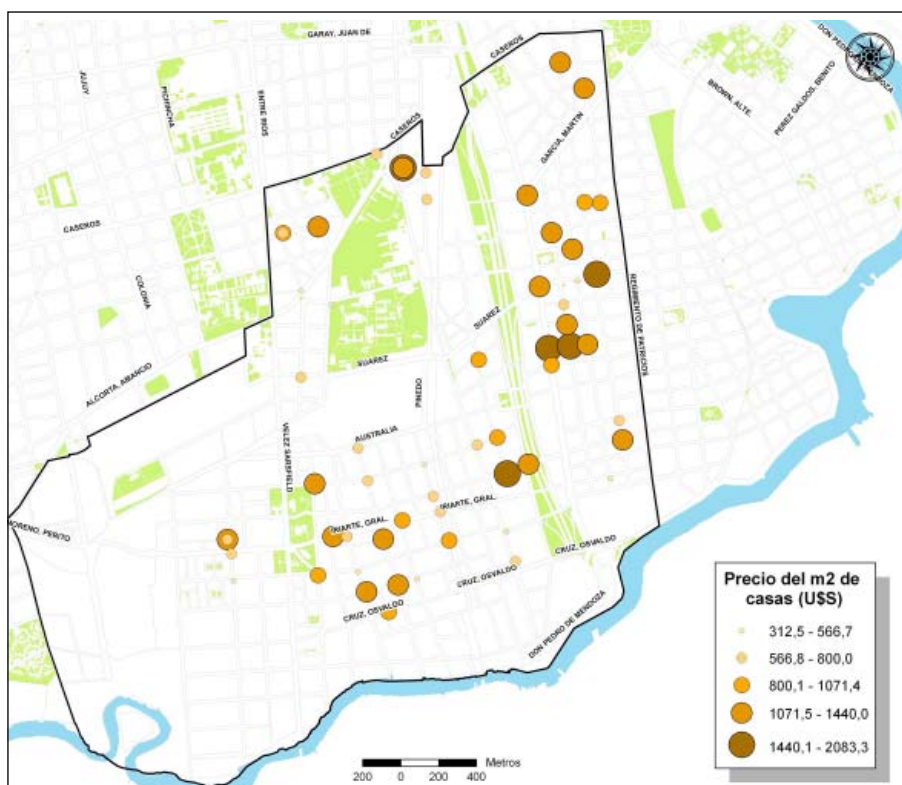 GARAY, JUAN DE
CASEROS
DON PEDRO DE MENDOZA
JUJUY
PICHINCHA
ENTRE RIOS
BROWN, ALTE.
PEREZ GALDOS, BENITO
CASEROS
GARCIA, MARTIN
CASEROS
COLONIA
SUAREZ
REGIMIENTO DE PATRICIOS
ALCORTA, AMANCIO
SUAREZ
PINEDO
VELEZ SARSFIELD
AUSTRALIA
IRIARTE, GRAL.
MORENO, PERITO
IRIARTE, GRAL.
CRUZ, OSVALDO
CRUZ, OSVALDO
CRUZ, OSVALDO
DON PEDRO DE MENDOZA
Precio del m2 de
casas (U$S)
312,5 - 566,7
566,8 - 800,0
800,1 - 1071,4
1071,5 - 1440,0
1440,1 - 2083,3
Metros
200 0 200 400